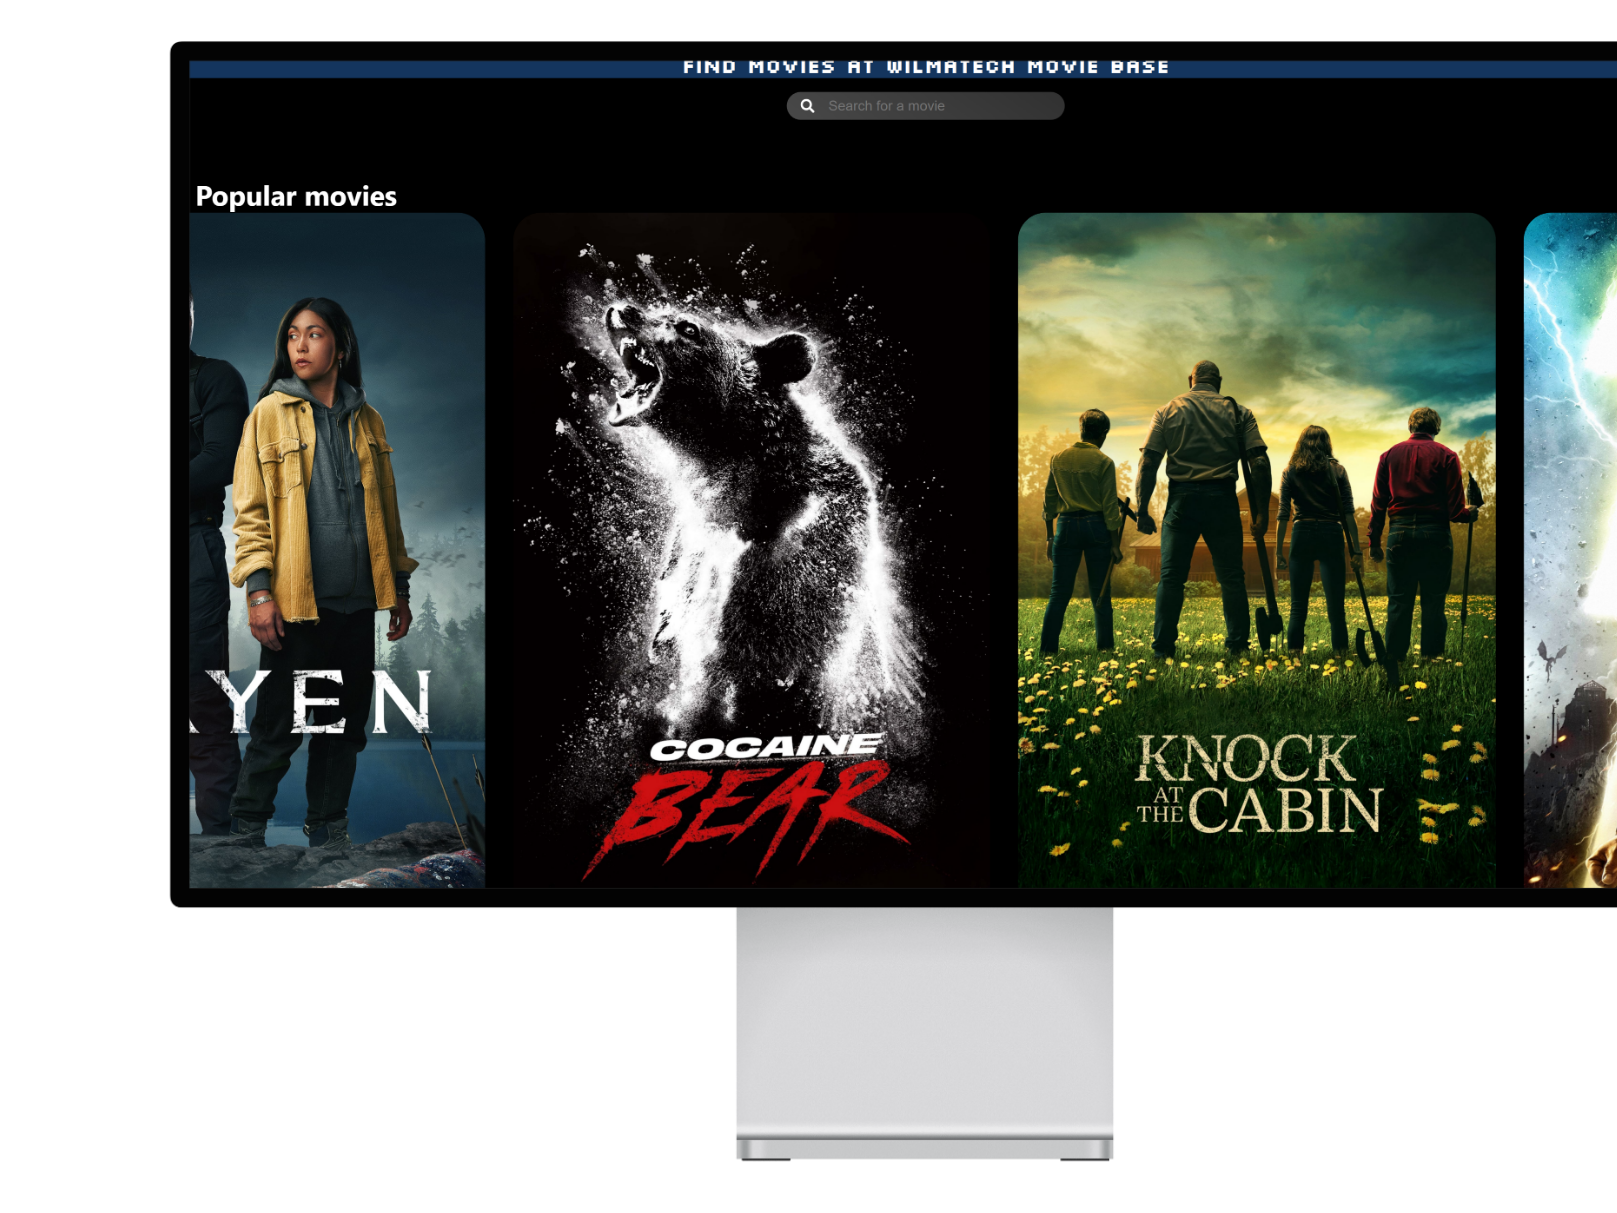 FIND MOVIES AT WILMATECH MOVIE BASE
Search for a movie
Popular movies
YEN
COCAINE
BEAR
KNOCK
AT
THE CABIN